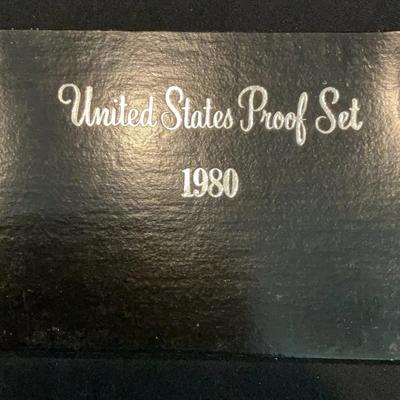 United States Proof Set
1980